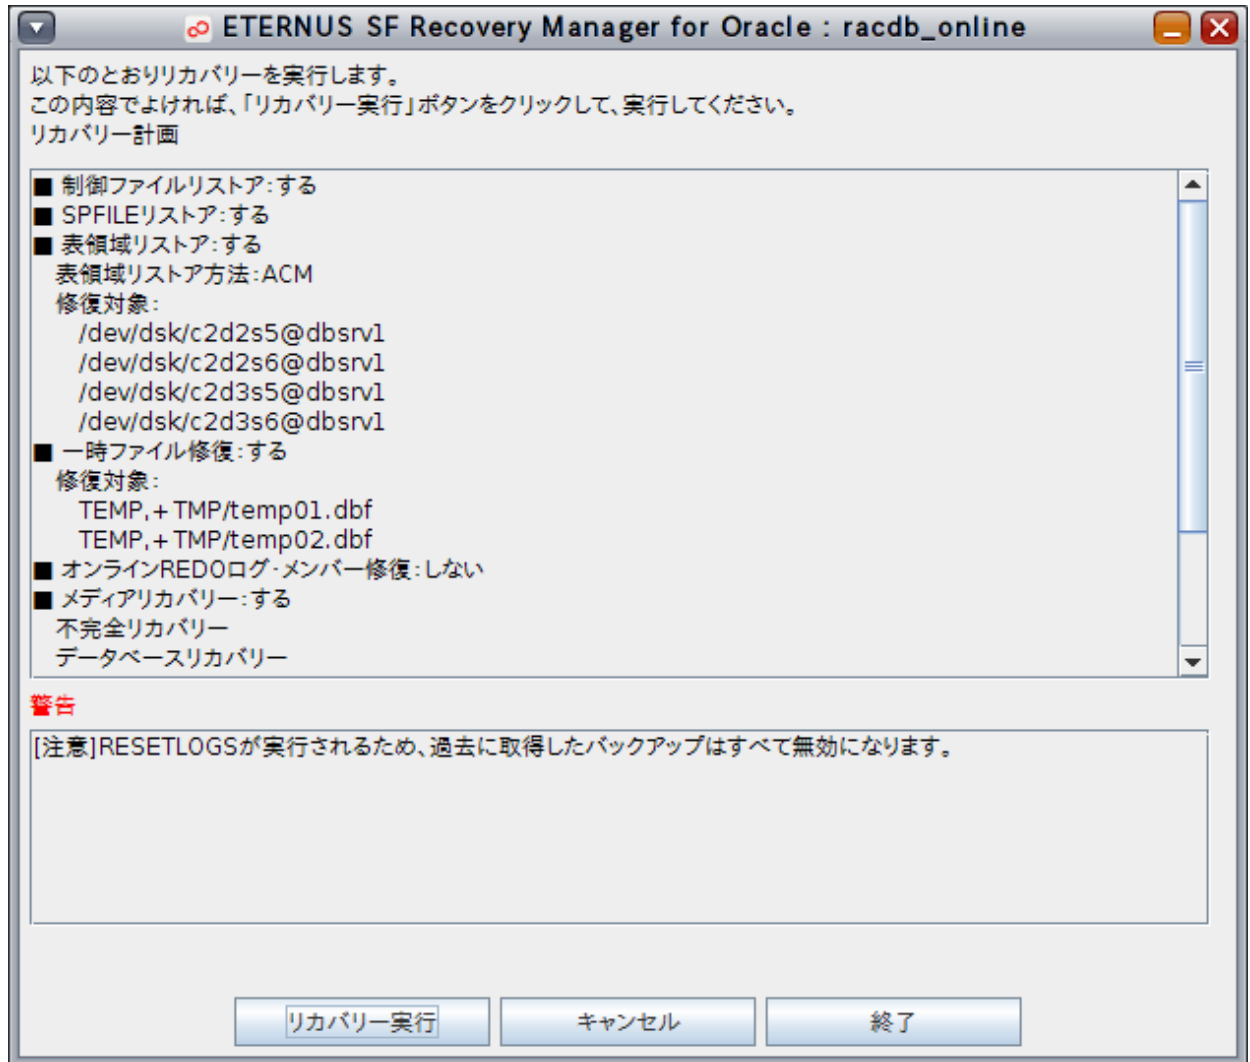 ETERNUS SF Recovery Manager for Oracle : racdb_online
以下のとおりリカバリーを実行します。
この内容でよければ、「リカバリー実行」ボタンをクリックして、実行してください。
リカバリー計画
■ 制御ファイルリストア:する
■ SPFILEリストア:する
■ 表領域リストア:する
表領域リストア方法:ACM
修復対象:
/dev/dsk/c2d2s5@dbsrv1
/dev/dsk/c2d2s6@dbsrv1
/dev/dsk/c2d3s5@dbsrv1
/dev/dsk/c2d3s6@dbsrv1
■ 一時ファイル修復:する
修復対象:
TEMP,+TMP/temp01.dbf
TEMP,+TMP/temp02.dbf
■ オンラインREDOログ・メンバー修復:しない
■ メディアリカバリー:する
不完全リカバリー
データベースリカバリー
警告
[注意]RESETLOGSが実行されるため、過去に取得したバックアップはすべて無効になります。
リカバリー実行
キャンセル
終了